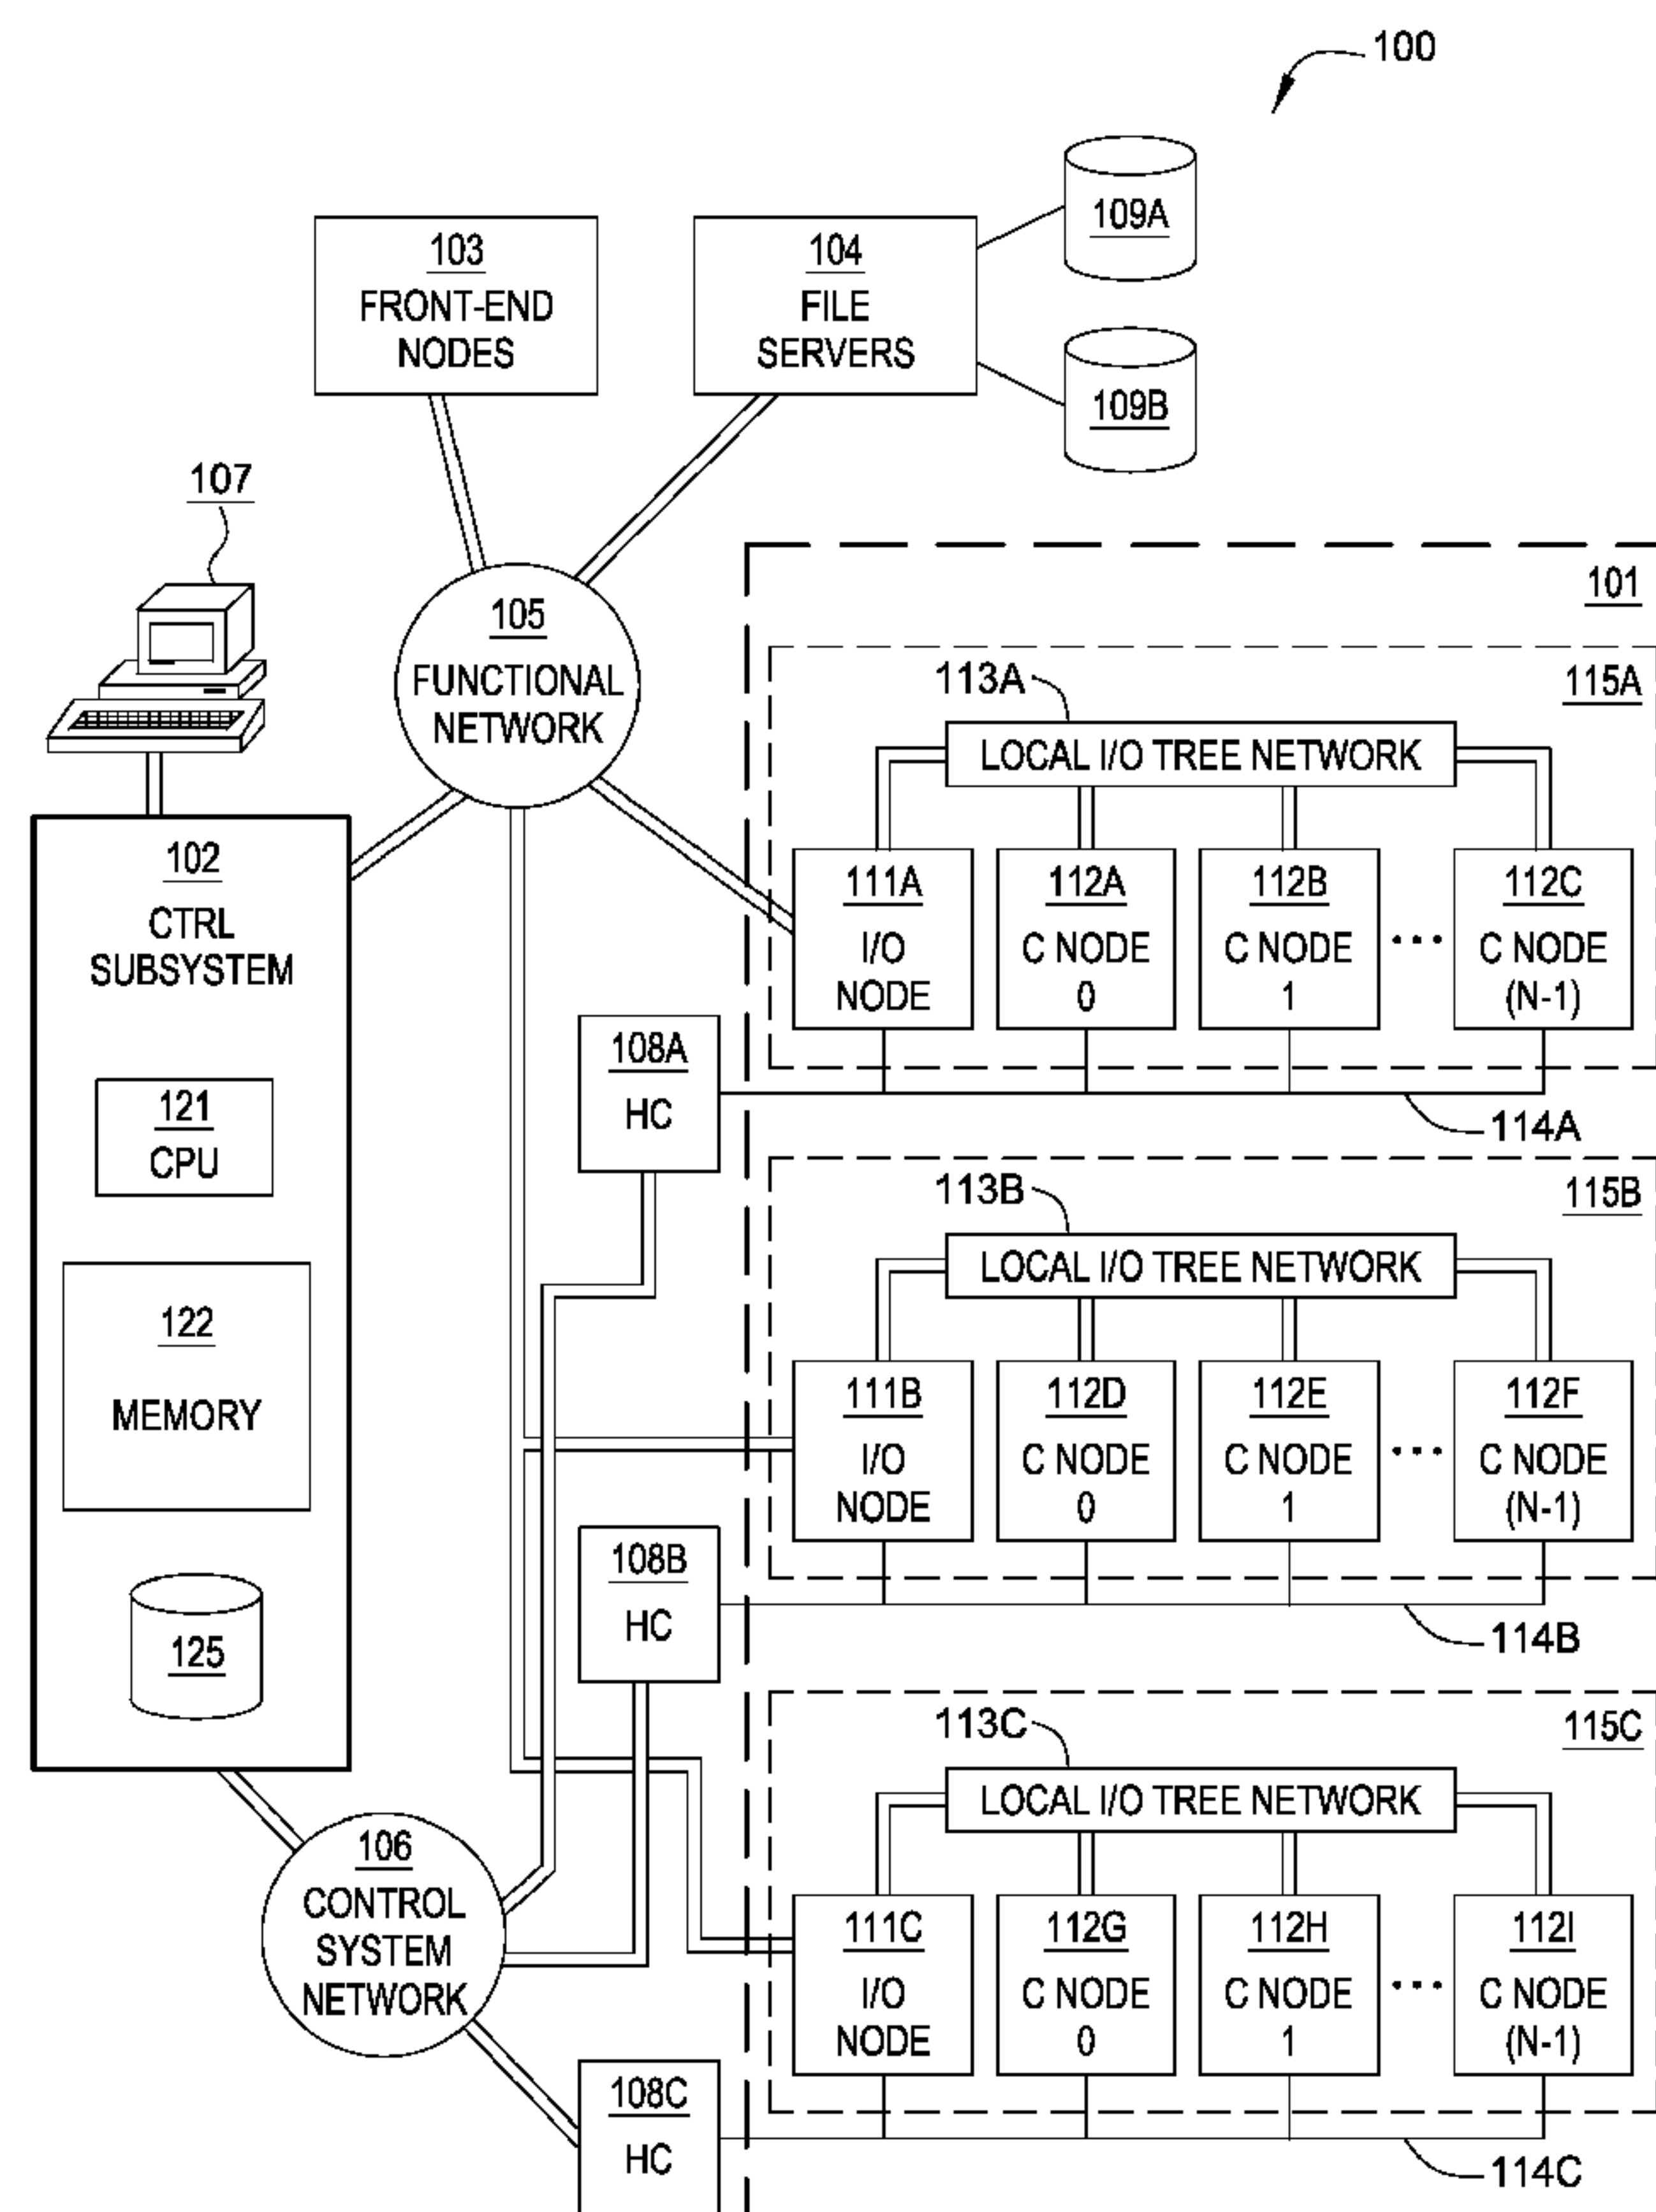 100
109A
103
FRONT-END
NODES
104
FILE
SERVERS
109B
107
105
FUNCTIONAL
NETWORK
101
115A
113A
LOCAL I/O TREE NETWORK
102
CTRL
SUBSYSTEM
111A
I/O
NODE
112A
C NODE
0
112B
C NODE
1
...
112C
C NODE
(N-1)
108A
HC
114A
121
CPU
115B
113B
LOCAL I/O TREE NETWORK
122
MEMORY
111B
I/O
NODE
112D
C NODE
0
112E
C NODE
1
...
112F
C NODE
(N-1)
108B
HC
114B
125
115C
113C
LOCAL I/O TREE NETWORK
106
CONTROL
SYSTEM
NETWORK
111C
I/O
NODE
112G
C NODE
0
112H
C NODE
1
...
112I
C NODE
(N-1)
108C
HC
114C